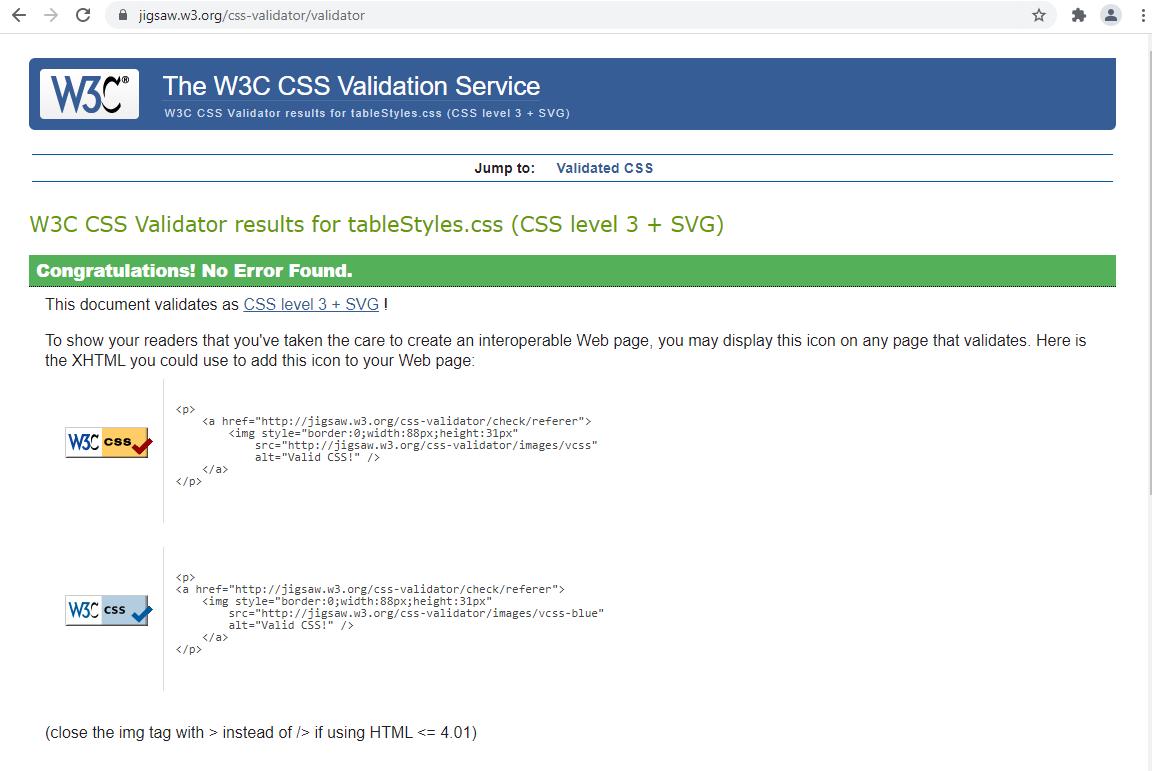 jigsaw.w3.org/css-validator/validator
W3C®
The W3C CSS Validation Service
W3C CSS Validator results for tableStyles.css (CSS level 3 + SVG)
Jump to: Validated CSS
W3C CSS Validator results for tableStyles.css (CSS level 3 + SVG)
Congratulations! No Error Found.
This document validates as CSS level 3 + SVG !
To show your readers that you've taken the care to create an interoperable Web page, you may display this icon on any page that validates. Here is
the XHTML you could use to add this icon to your Web page:
W3C css
<p>
<a href="http://jigsaw.w3.org/css-validator/check/referer">
<img style="border:0;width:88px;height:31px"
src="http://jigsaw.w3.org/css-validator/images/vcss"
alt="Valid CSS!" />
</a>
</p>
W3C css
<p>
<a href="http://jigsaw.w3.org/css-validator/check/referer">
<img style="border:0;width:88px;height:31px"
src="http://jigsaw.w3.org/css-validator/images/vcss-blue"
alt="Valid CSS!" />
</a>
</p>
(close the img tag with > instead of /> if using HTML <= 4.01)